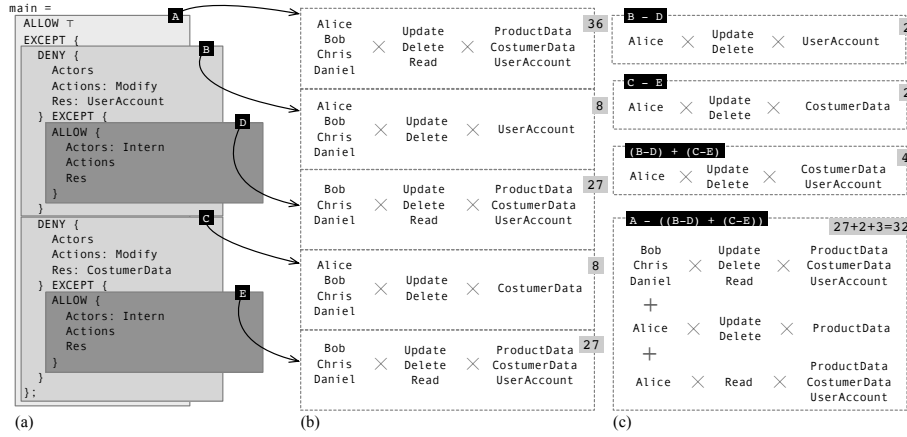 main =
ALLOW ⊤
EXCEPT {
DENY {
Actors
Actions: Modify
Res: UserAccount
} EXCEPT {
ALLOW {
Actors: Intern
Actions
Res
}
}
DENY {
Actors
Actions: Modify
Res: CostumerData
} EXCEPT {
ALLOW {
Actors: Intern
Actions
Res
}
}
};
A
B
D
C
E
(a)
36
Alice
Bob Update ProductData
Chris × Delete × CostumerData
Daniel Read UserAccount
8
Alice
Bob × Update × UserAccount
Chris Delete
Daniel
27
Bob Update ProductData
Chris × Delete × CostumerData
Daniel Read UserAccount
8
Alice
Bob × Update × CostumerData
Chris Delete
Daniel
27
Bob Update ProductData
Chris × Delete × CostumerData
Daniel Read UserAccount
(b)
B - D
2
Alice × Update × UserAccount
Delete
C - E
2
Alice × Update × CostumerData
Delete
(B-D) + (C-E)
4
Alice × Update × CostumerData
Delete UserAccount
A - ((B-D) + (C-E))
27+2+3=32
Bob Update ProductData
Chris × Delete × CostumerData
Daniel Read UserAccount
+
Alice × Update × ProductData
Delete
+
ProductData
Alice × Read × CostumerData
UserAccount
(c)